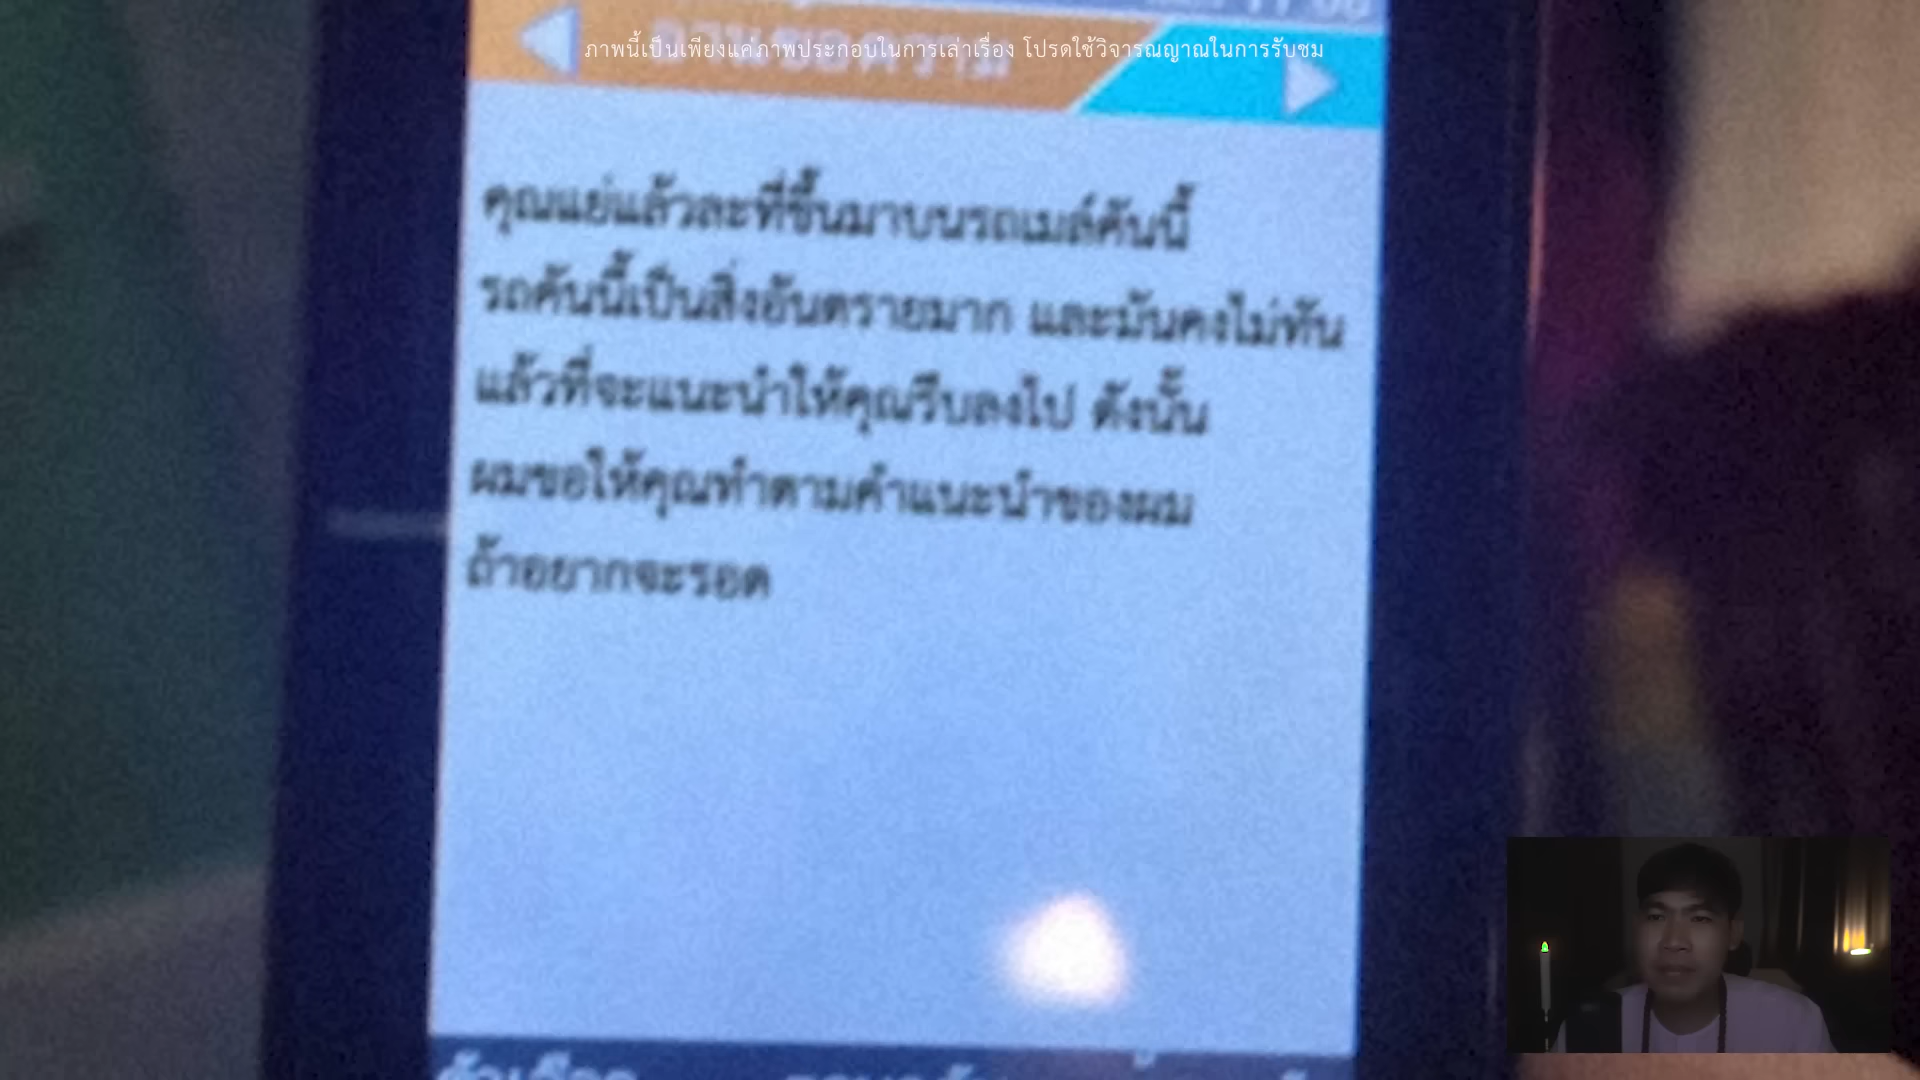 ภาพนี้เป็นเพียงแค่ภาพประกอบในการเล่าเรื่อง โปรดใช้วิจารณญาณในการรับชม
คุณแย่แล้วละที่ขึ้นมาบนรถเมล์คันนี้
รถคันนี้เป็นสิ่งอันตรายมาก และมันคงไม่ทัน
แล้วที่จะแนะนำให้คุณรีบลงไป ดังนั้น
ผมขอให้คุณทำตามคำแนะนำของผม
ถ้าอยากจะรอด